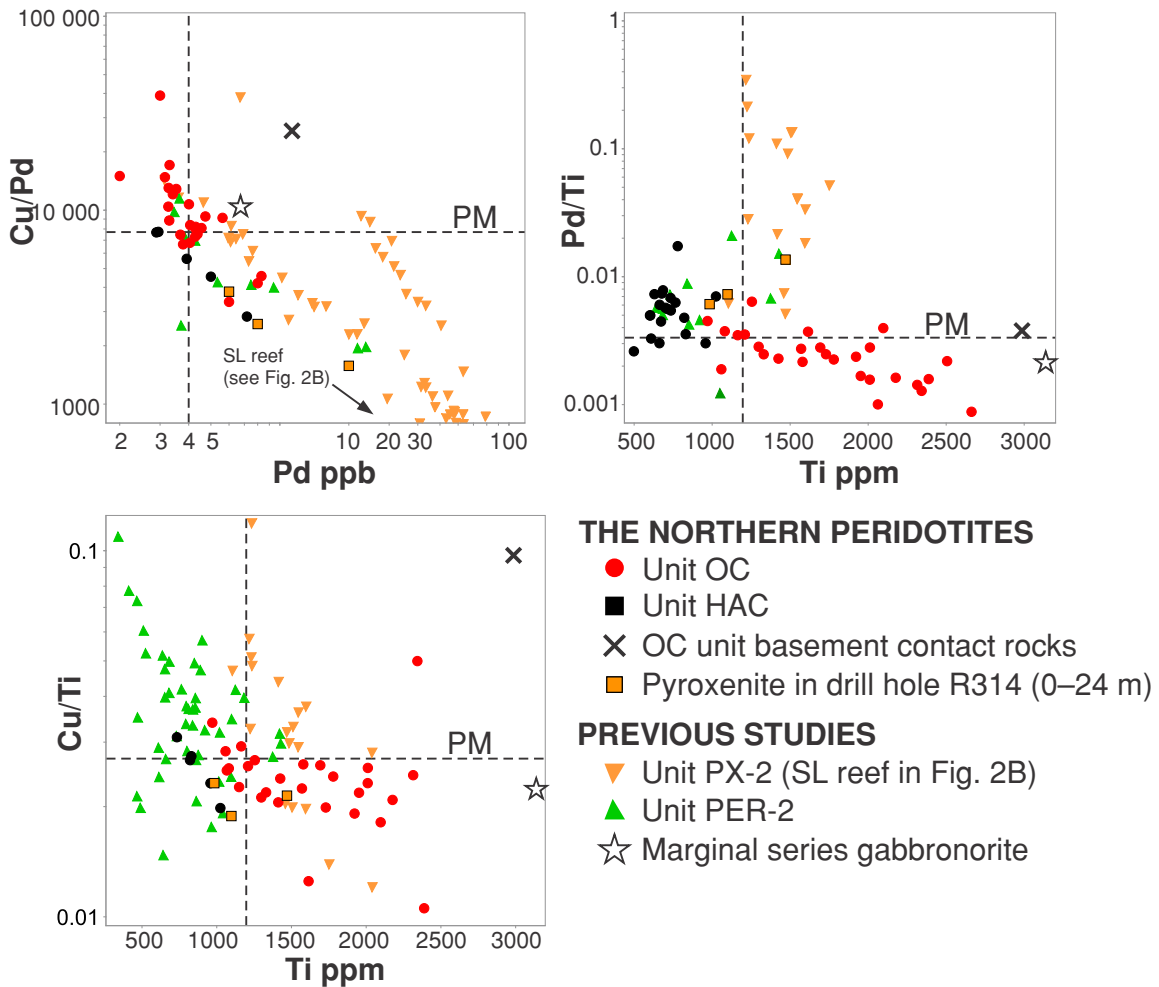 100 000
10 000
1000
Cu/Pd
PM
SL reef
(see Fig. 2B)
2 3 4 5 10 20 30 100
Pd ppb
1
0.1
0.01
0.001
Pd/Ti
PM
500 1000 1500 2000 2500 3000
Ti ppm
0.1
0.01
Cu/Ti
PM
500 1000 1500 2000 2500 3000
Ti ppm
THE NORTHERN PERIDOTITES
Unit OC
Unit HAC
OC unit basement contact rocks
Pyroxenite in drill hole R314 (0–24 m)
PREVIOUS STUDIES
Unit PX-2 (SL reef in Fig. 2B)
Unit PER-2
Marginal series gabbronorite